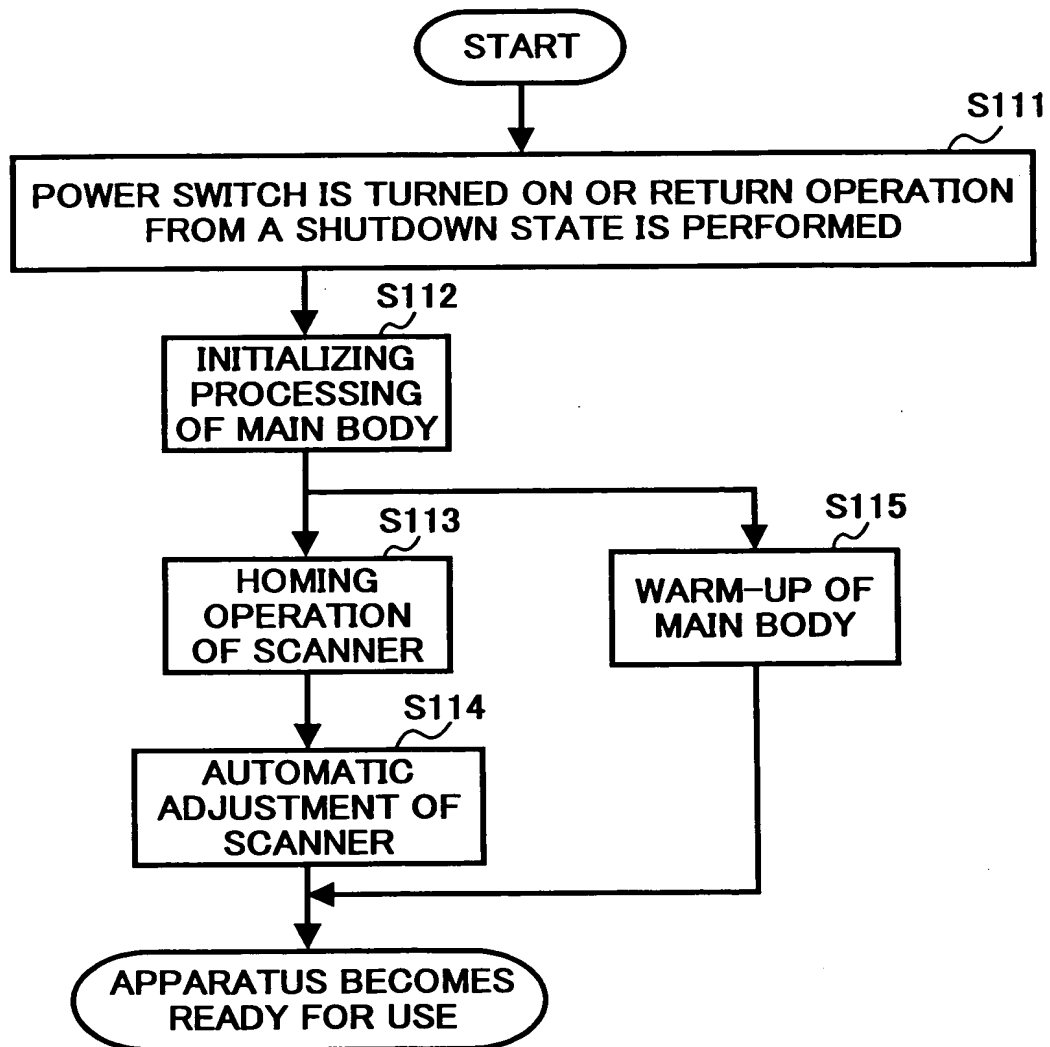 START
S111
POWER SWITCH IS TURNED ON OR RETURN OPERATION
FROM A SHUTDOWN STATE IS PERFORMED
S112
INITIALIZING
PROCESSING
OF MAIN BODY
S113
HOMING
OPERATION
OF SCANNER
S115
WARM-UP OF
MAIN BODY
S114
AUTOMATIC
ADJUSTMENT OF
SCANNER
APPARATUS BECOMES
READY FOR USE